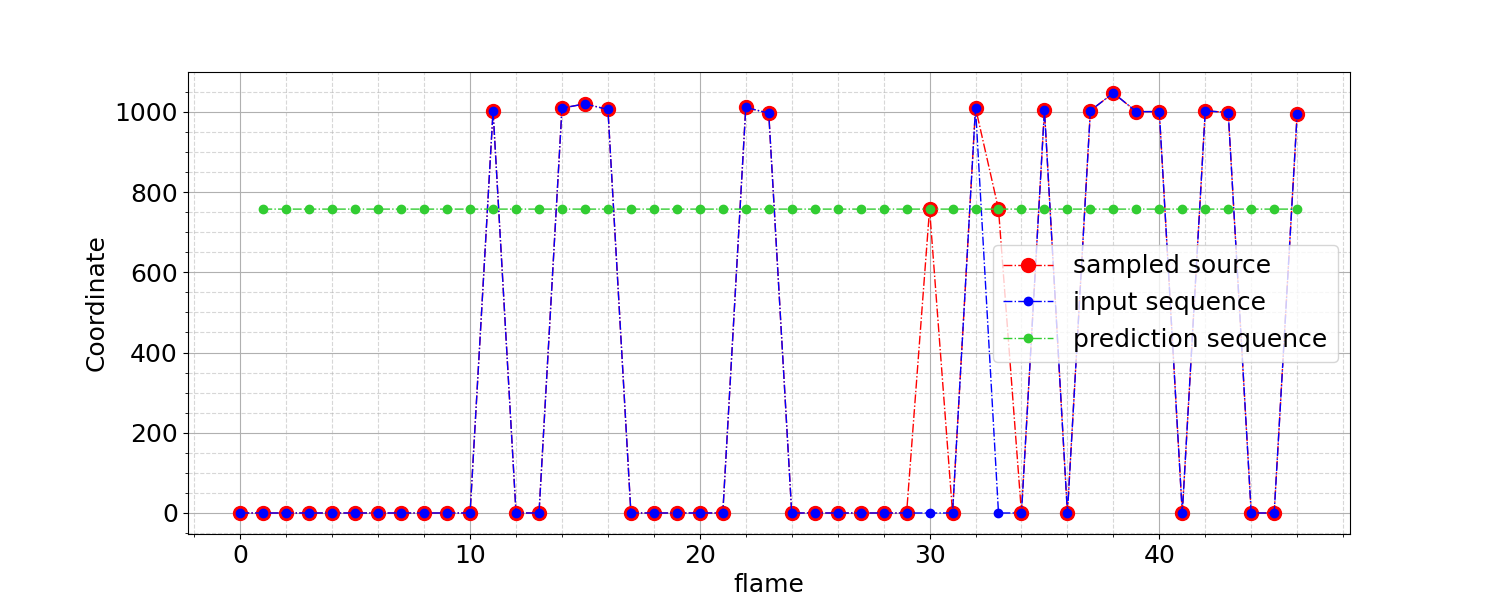 1000
800
600
400
200
0
Coordinate
sampled source
input sequence
prediction sequence
0 10 20 30 40
flame